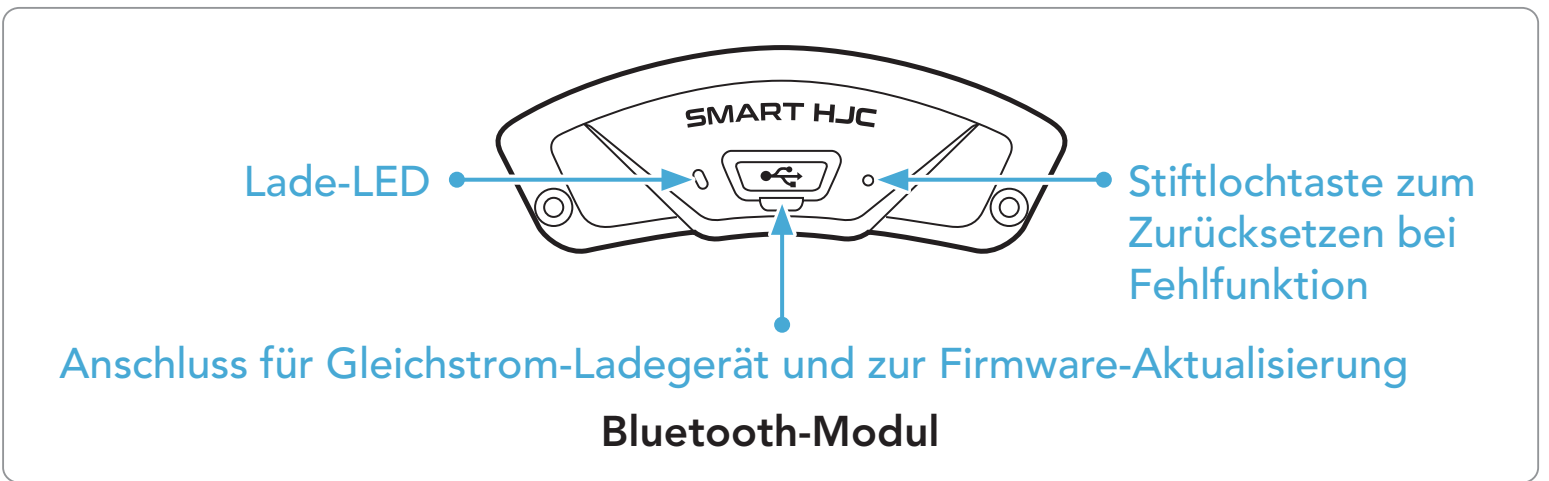 SMART HJC
Lade-LED
Stiftlochtaste zum
Zurücksetzen bei
Fehlfunktion
Anschluss für Gleichstrom-Ladegerät und zur Firmware-Aktualisierung
Bluetooth-Modul